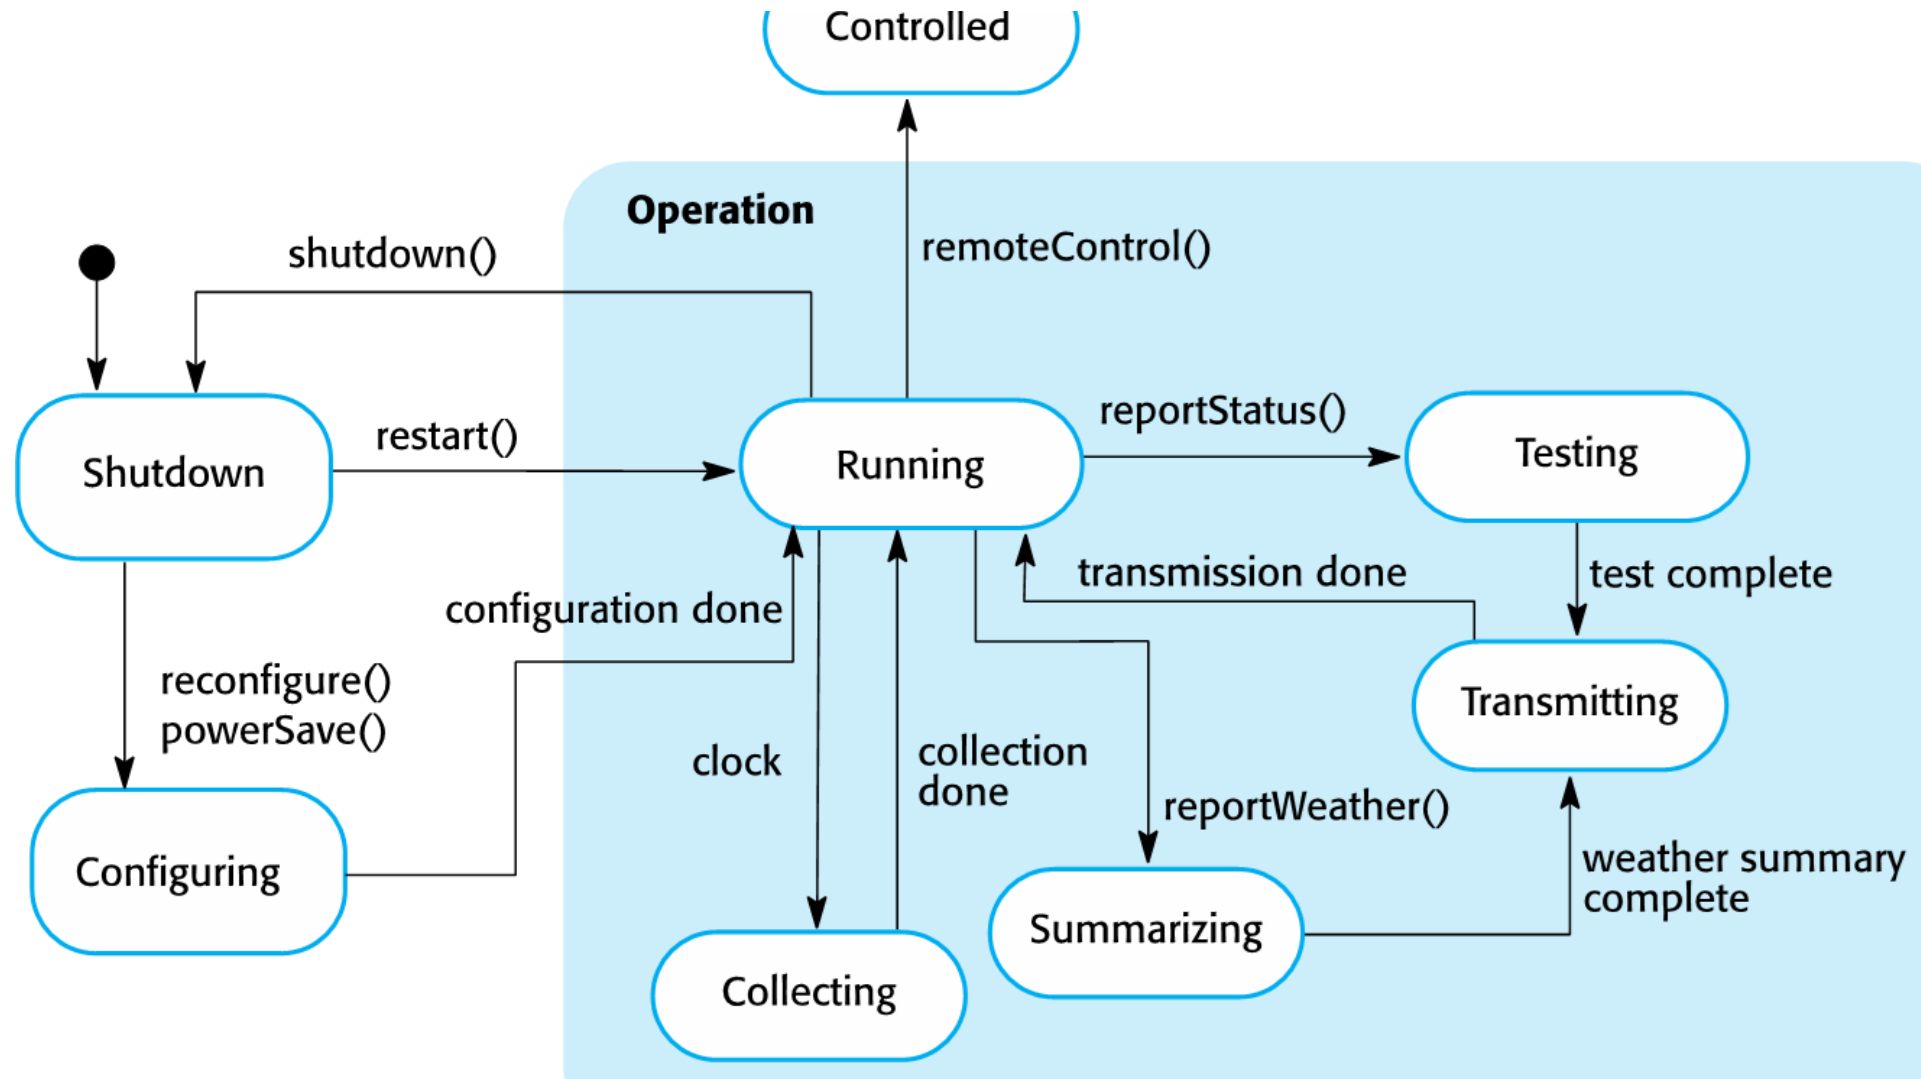 Controlled
Operation
shutdown()
remoteControl()
restart()
reportStatus()
Shutdown
Running
Testing
configuration done
transmission done
test complete
reconfigure()
powerSave()
clock
collection
done
Transmitting
reportWeather()
Configuring
Collecting
Summarizing
weather summary
complete